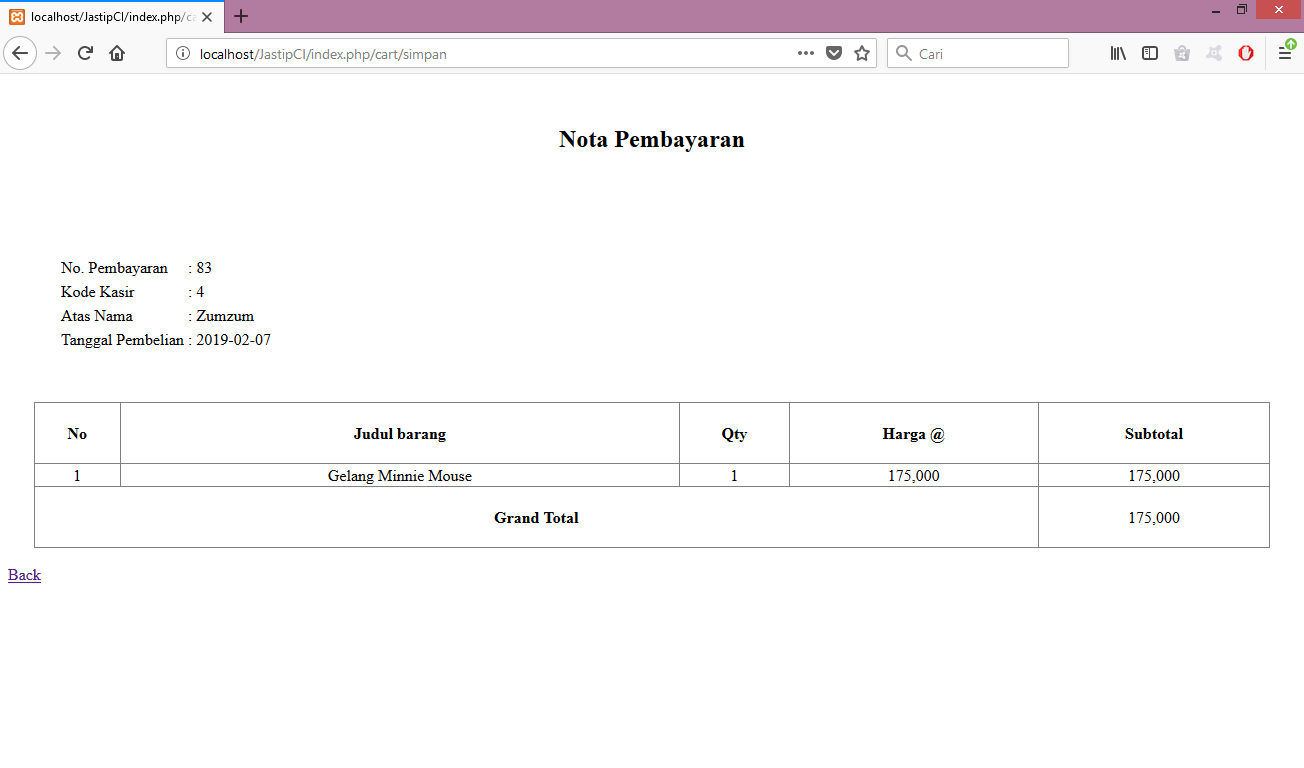 localhost/JastipCI/index.php/ca
localhost/JastipCI/index.php/cart/simpan
Cari
Nota Pembayaran
No. Pembayaran : 83
Kode Kasir : 4
Atas Nama : Zumzum
Tanggal Pembelian : 2019-02-07
No Judul barang Qty Harga @ Subtotal
1 Gelang Minnie Mouse 1 175,000 175,000
Grand Total 175,000
Back